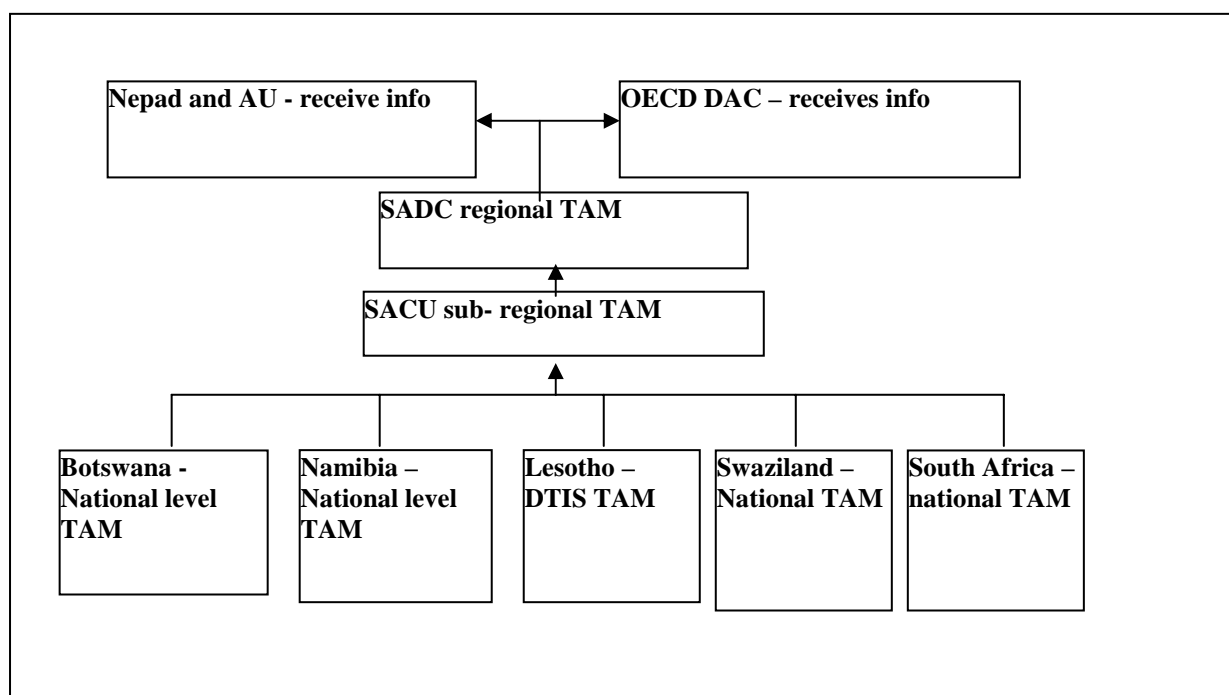 Nepad and AU - receive info
OECD DAC – receives info
SADC regional TAM
SACU sub- regional TAM
Botswana -
National level
TAM
Namibia –
National level
TAM
Lesotho –
DTIS TAM
Swaziland –
National TAM
South Africa –
national TAM